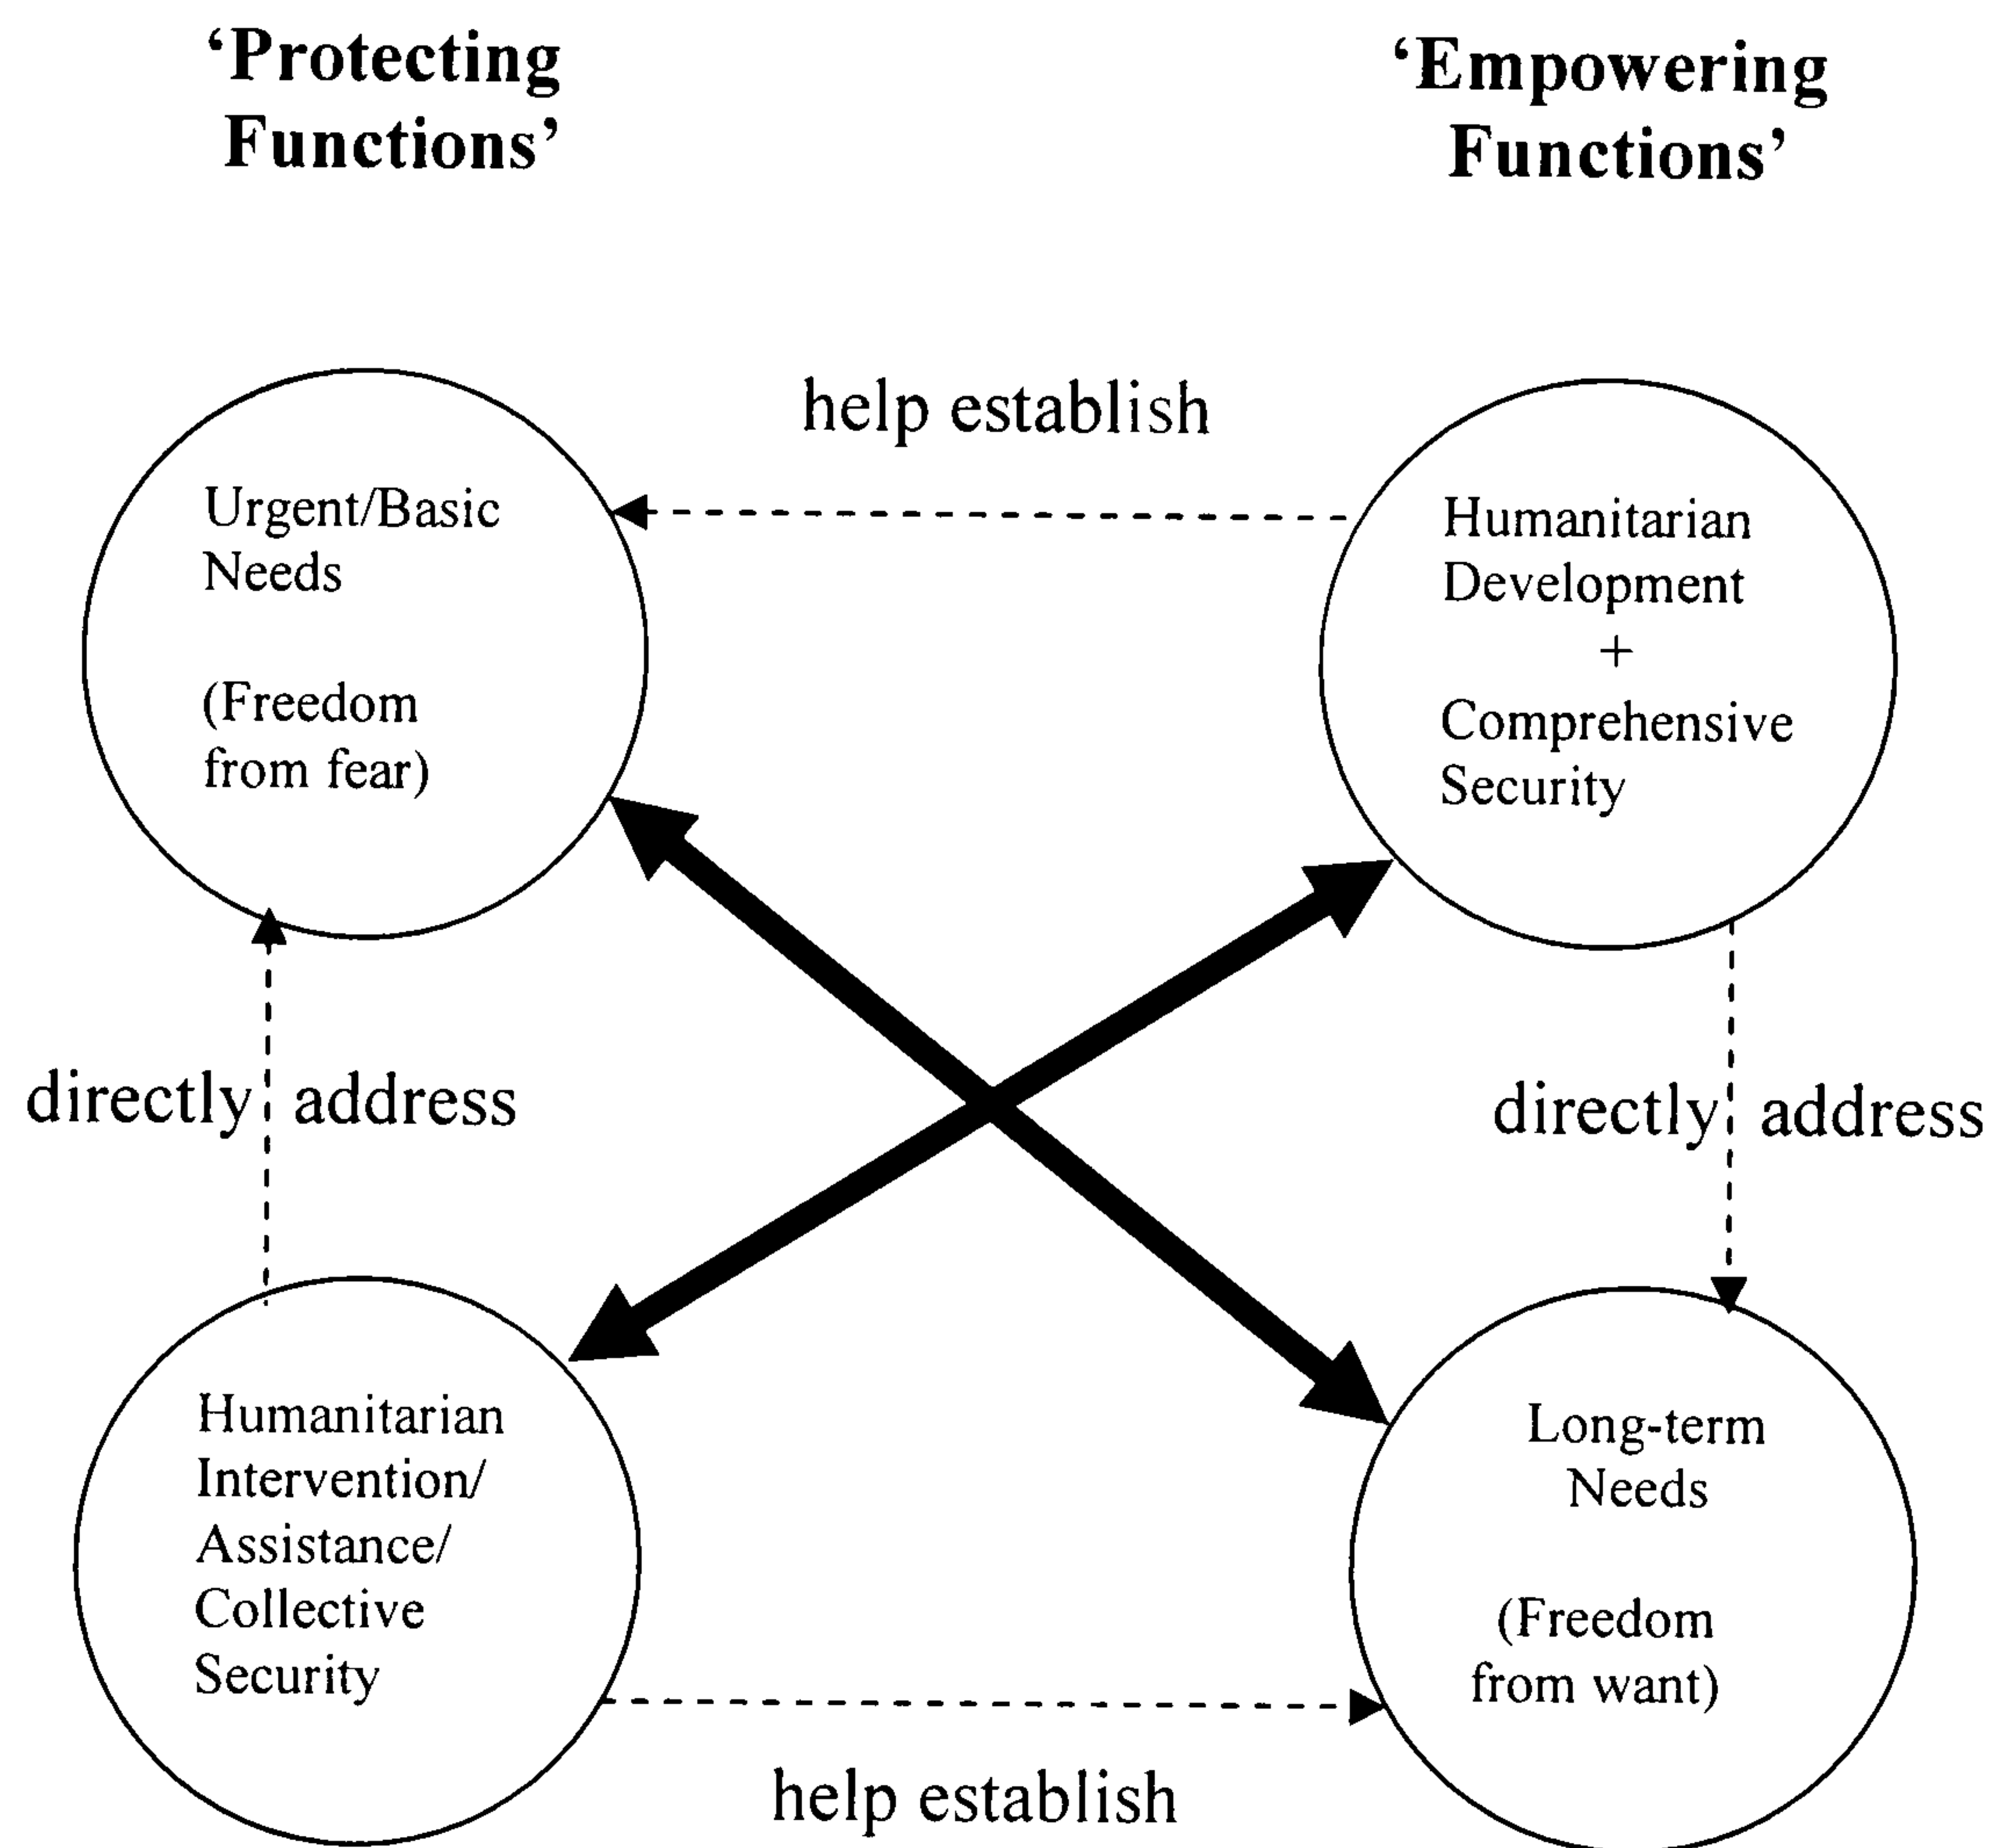 ‘Protecting
Functions’
‘Empowering
Functions’
help establish
Urgent/Basic
Needs
(Freedom
from fear)
Humanitarian
Development
+
Comprehensive
Security
directly address
directly address
Humanitarian
Intervention/
Assistance/
Collective
Security
Long-term
Needs
(Freedom
from want)
help establish